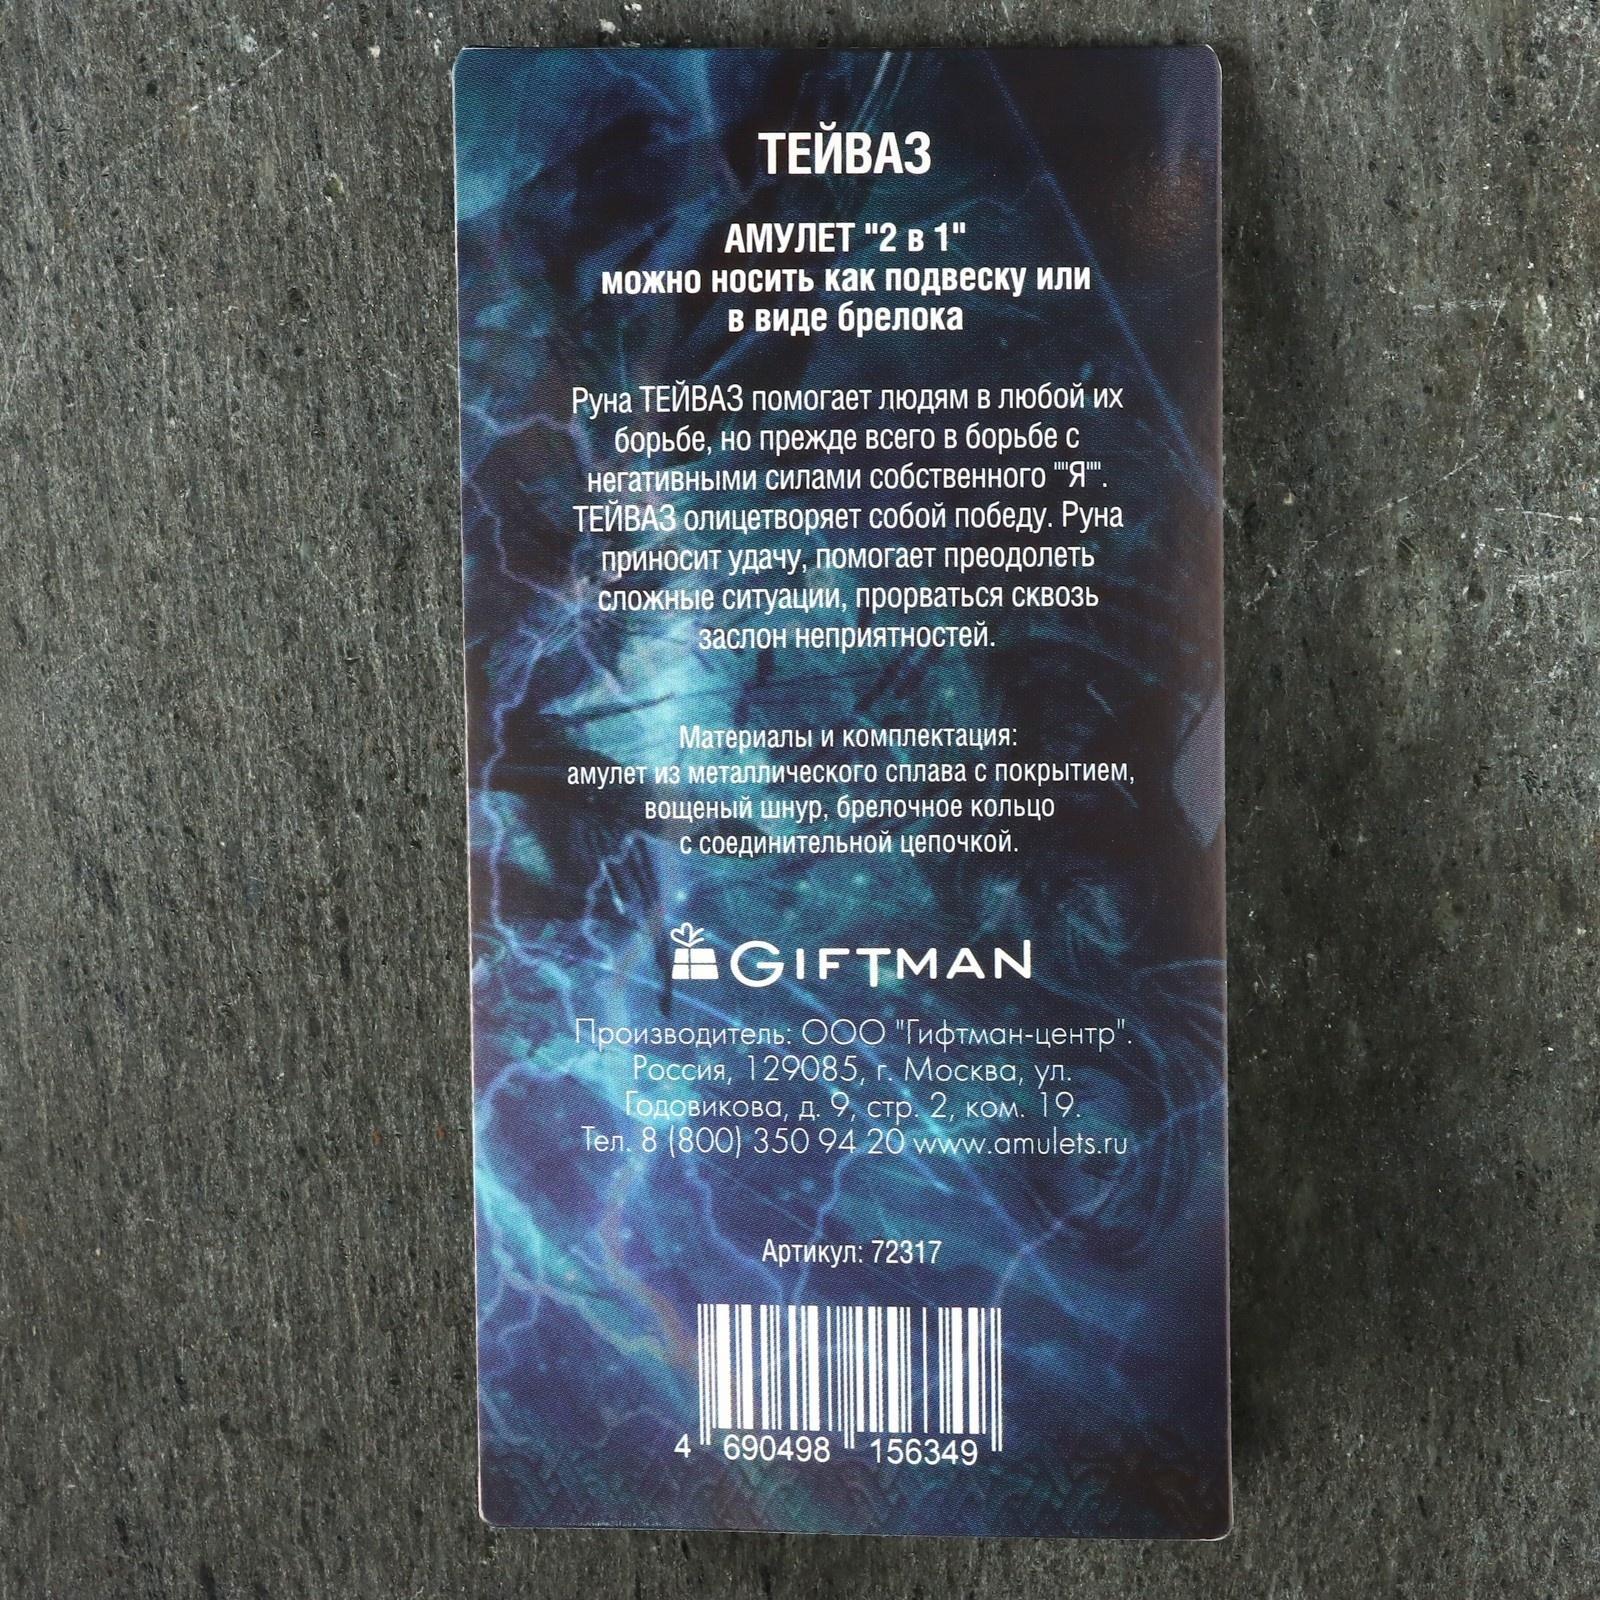 ТЕЙВАЗ
АМУЛЕТ "2 в 1"
можно носить как подвеску или
в виде брелока
Руна ТЕЙВАЗ помогает людям в любой их
борьбе, но прежде всего в борьбе с
негативными силами собственного ""Я"".
ТЕЙВАЗ олицетворяет собой победу. Руна
приносит удачу, помогает преодолеть
сложные ситуации, прорваться сквозь
заслон неприятностей.
Материалы и комплектация:
амулет из металлического сплава с покрытием,
вощеный шнур, брелочное кольцо
с соединительной цепочкой.
GIFTMAN
Производитель: ООО "Гифтман-центр".
Россия, 129085, г. Москва, ул.
Годовикова, д. 9, стр. 2, ком. 19.
Тел. 8 (800) 350 94 20 www.amulets.ru
Артикул: 72317
4 690498 156349